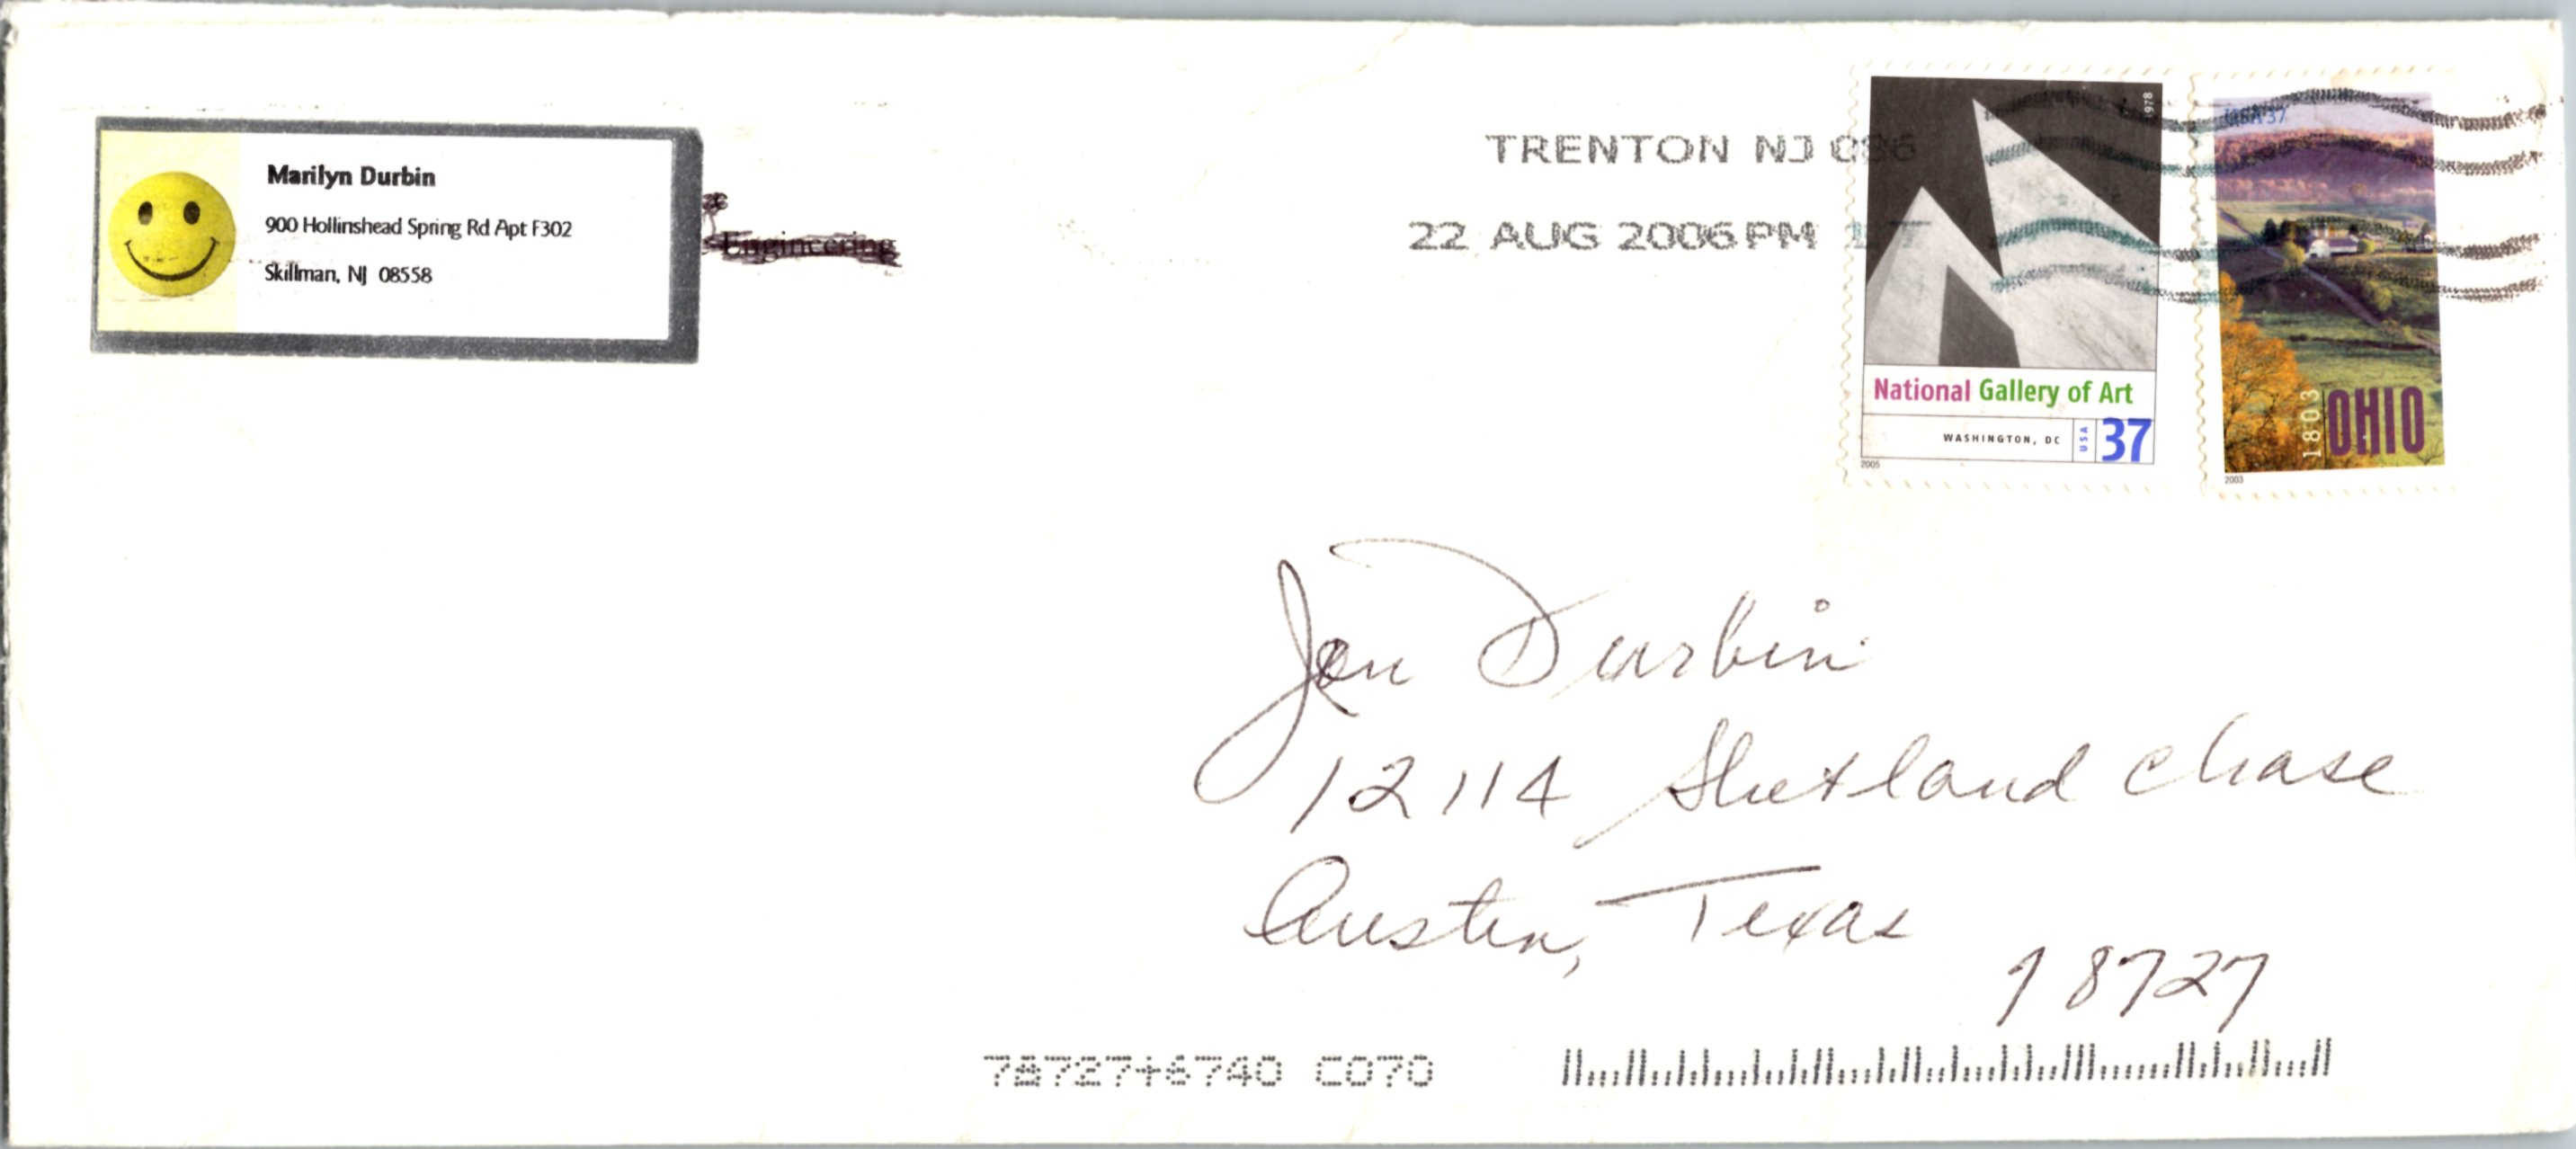 Marilyn Durbin
900 Hollinshead Spring Rd Apt F302
Skillman, NJ 08558
Engineering
TRENTON NJ 086
22 AUG 2006 PM 1 T
1978
National Gallery of Art
WASHINGTON, DC USA 37
2005
USA 37
1803 OHIO
2003
Jon Durbin
12114 Shetland Chase
Austin, Texas
78727
78727+6740 C070